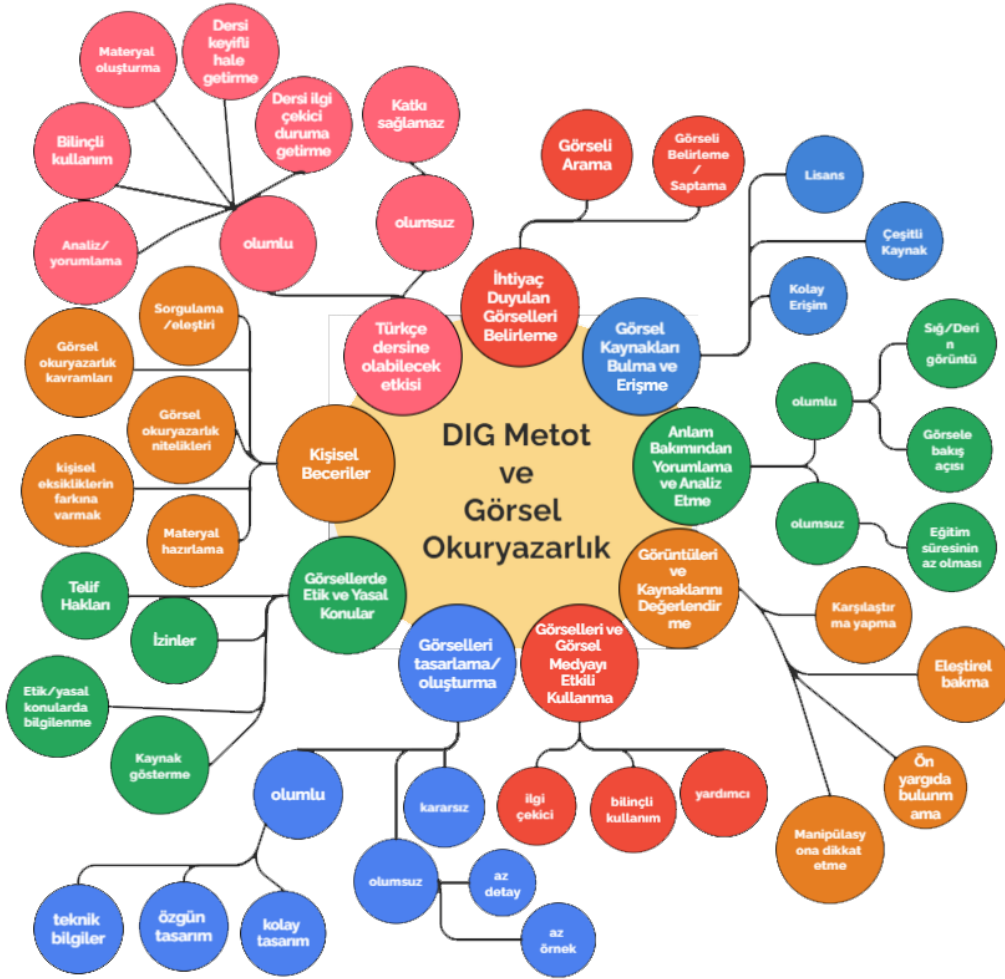 Dersi
keyifli
hale
getirme
Materyal
oluşturma
Dersi ilgi
çekici
duruma
getirme
Katkı
sağlamaz
Bilinçli
kullanım
Analiz/
yorumlama
olumlu
olumsuz
Türkçe
dersine
olabilecek
etkisi
Görseli
Arama
Görseli
Belirleme
/
Saptama
İhtiyaç
Duyulan
Görselleri
Belirleme
Lisans
Çeşitli
Kaynak
Kolay
Erişim
Görsel
Kaynakları
Bulma ve
Erişme
Sığ/Deri
n
görüntü
olumlu
Görsele
bakış
açısı
olumsuz
Eğitim
süresinin
az olması
Anlam
Bakımından
Yorumlama
ve Analiz
Etme
Sorgulama
/eleştiri
Görsel
okuryazarlık
kavramları
Görsel
okuryazarlık
nitelikleri
kişisel
eksikliklerin
farkına
varmak
Materyal
hazırlama
Kişisel
Beceriler
DIG Metot
ve
Görsel
Okuryazarlık
Görüntüleri
ve
Kaynaklarını
Değerlendir
me
Karşılaştır
ma yapma
Eleştirel
bakma
Ön
yargıda
bulunm
ama
Manipülasy
ona dikkat
etme
Görsellerde
Etik ve Yasal
Konular
Telif
Hakları
İzinler
Etik/yasal
konularda
bilgilenme
Kaynak
gösterme
Görselleri
tasarlama/
oluşturma
olumlu
teknik
bilgiler
özgün
tasarım
kolay
tasarım
kararsız
olumsuz
az
detay
az
örnek
Görselleri ve
Görsel
Medyayı
Etkili
Kullanma
ilgi
çekici
bilinçli
kullanım
yardımcı